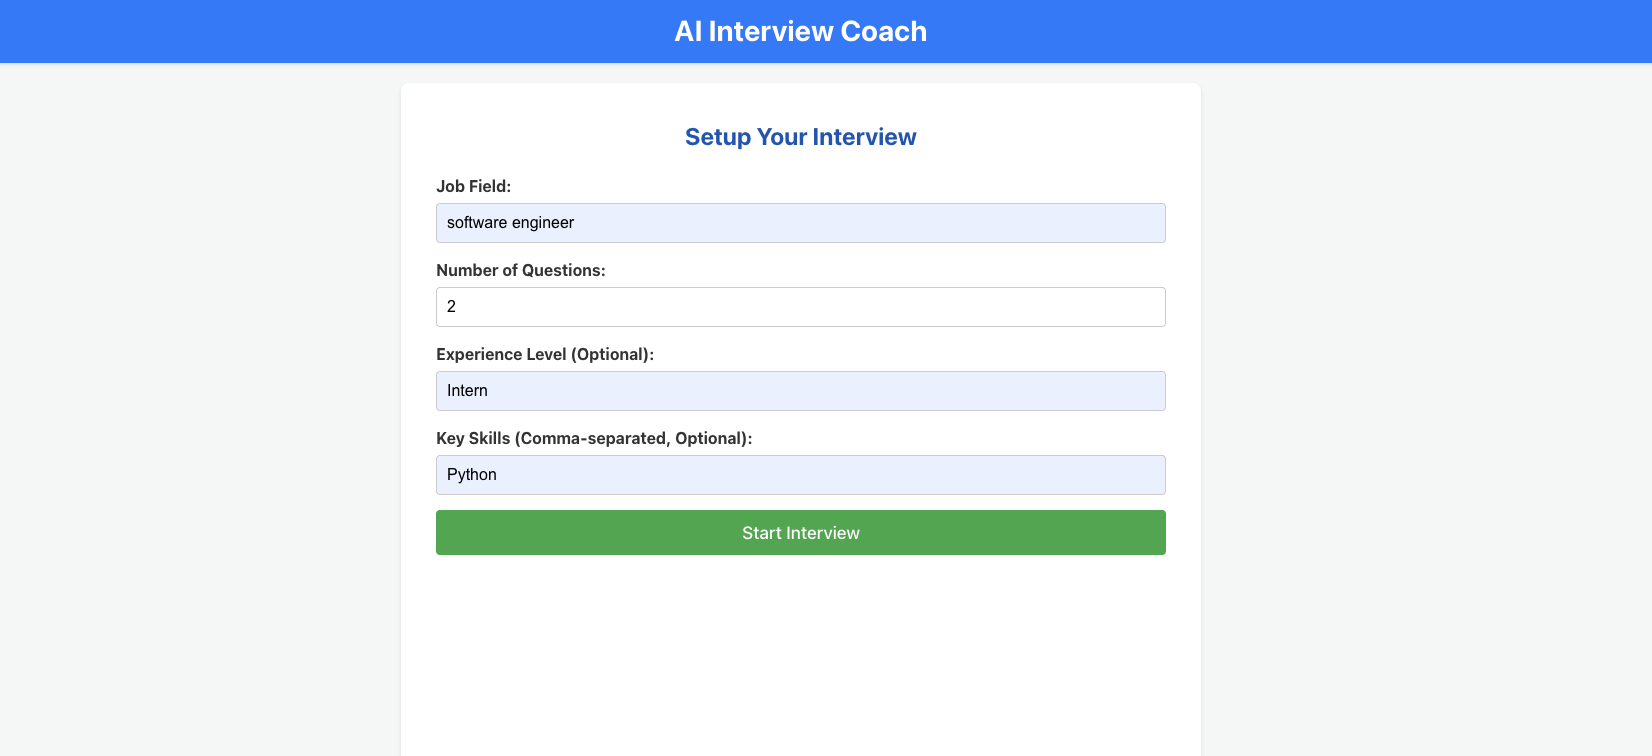 AI Interview Coach
Setup Your Interview
Job Field:
software engineer
Number of Questions:
2
Experience Level (Optional):
Intern
Key Skills (Comma-separated, Optional):
Python
Start Interview